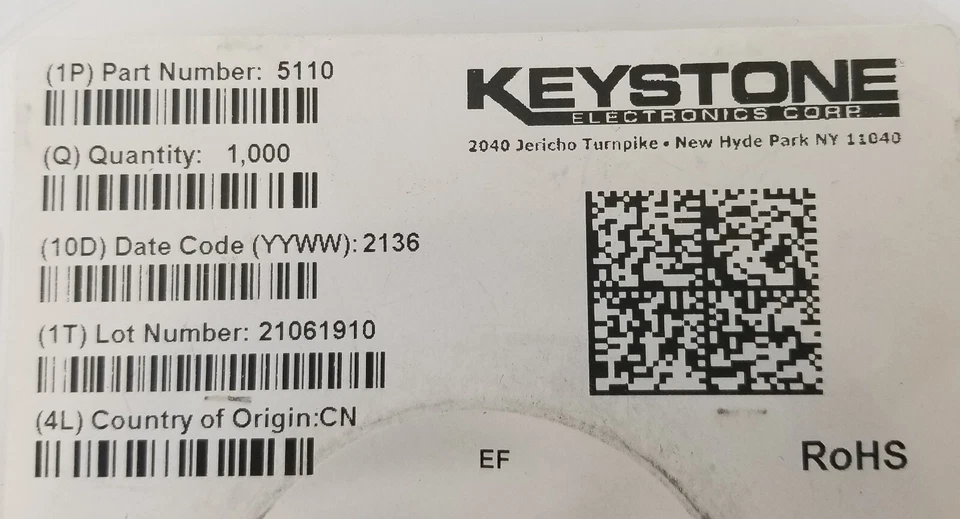 (1P) Part Number: 5110
(Q) Quantity: 1,000
(10D) Date Code (YYWW): 2136
(1T) Lot Number: 21061910
(4L) Country of Origin:CN
KEYSTONE
ELECTRONICS CORP.
2040 Jericho Turnpike • New Hyde Park NY 11040
EF
RoHS